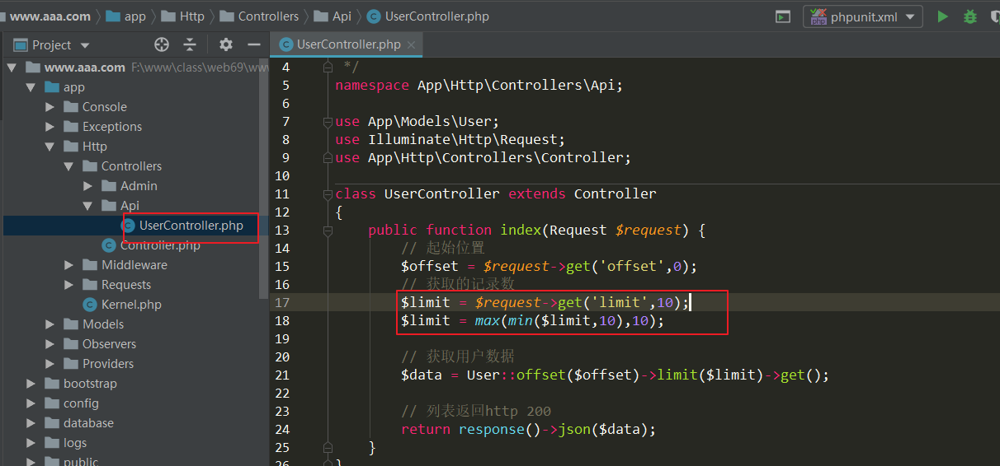 www.aaa.com app Http Controllers Api UserController.php phpunit.xml
Project
UserController.php
www.aaa.com F:\www\class\web69\www
app
Console
Exceptions
Http
Controllers
Admin
Api
UserController.php
Controller.php
Middleware
Requests
Kernel.php
Models
Observers
Providers
bootstrap
config
database
logs
public
4 */
5 namespace App\Http\Controllers\Api;
6
7 use App\Models\User;
8 use Illuminate\Http\Request;
9 use App\Http\Controllers\Controller;
10
11 class UserController extends Controller
12 {
13 public function index(Request $request) {
14 // 起始位置
15 $offset = $request->get('offset',0);
16 // 获取的记录数
17 $limit = $request->get('limit',10);
18 $limit = max(min($limit,10),10);
19
20 // 获取用户数据
21 $data = User::offset($offset)->limit($limit)->get();
22
23 // 列表返回http 200
24 return response()->json($data);
25 }
26 }